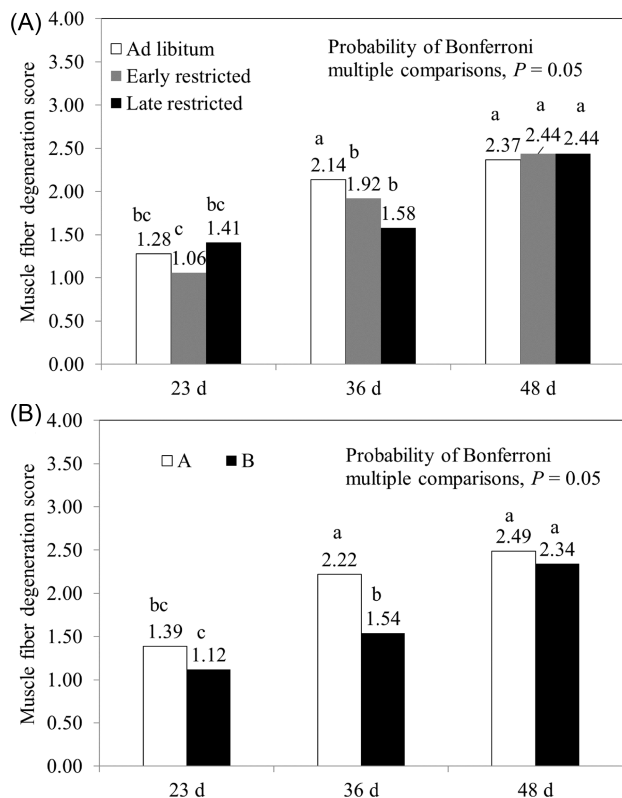 (A)
4.00
3.50
3.00
2.50
2.00
1.50
1.00
0.50
0.00
Muscle fiber degeneration score
Ad libitum
Early restricted
Late restricted
Probability of Bonferroni
multiple comparisons, P = 0.05
bc c bc
1.28 1.06 1.41
a b b
2.14 1.92 1.58
a a a
2.37 2.44 2.44
23 d 36 d 48 d
(B)
4.00
3.50
3.00
2.50
2.00
1.50
1.00
0.50
0.00
Muscle fiber degeneration score
A B
Probability of Bonferroni
multiple comparisons, P = 0.05
bc c
1.39 1.12
a b
2.22 1.54
a a
2.49 2.34
23 d 36 d 48 d